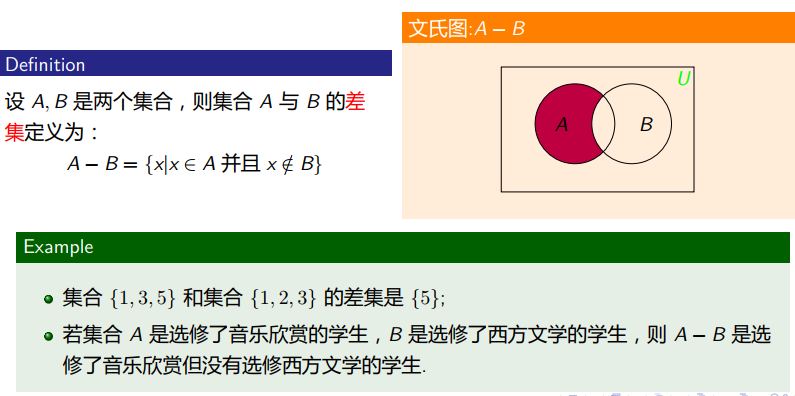 Definition
设 A, B 是两个集合，则集合 A 与 B 的差
集定义为：
A − B = {x|x ∈ A 并且 x ∉ B}
文氏图:A − B
U
A
B
Example
集合 {1, 3, 5} 和集合 {1, 2, 3} 的差集是 {5};
若集合 A 是选修了音乐欣赏的学生，B 是选修了西方文学的学生，则 A − B 是选
修了音乐欣赏但没有选修西方文学的学生.